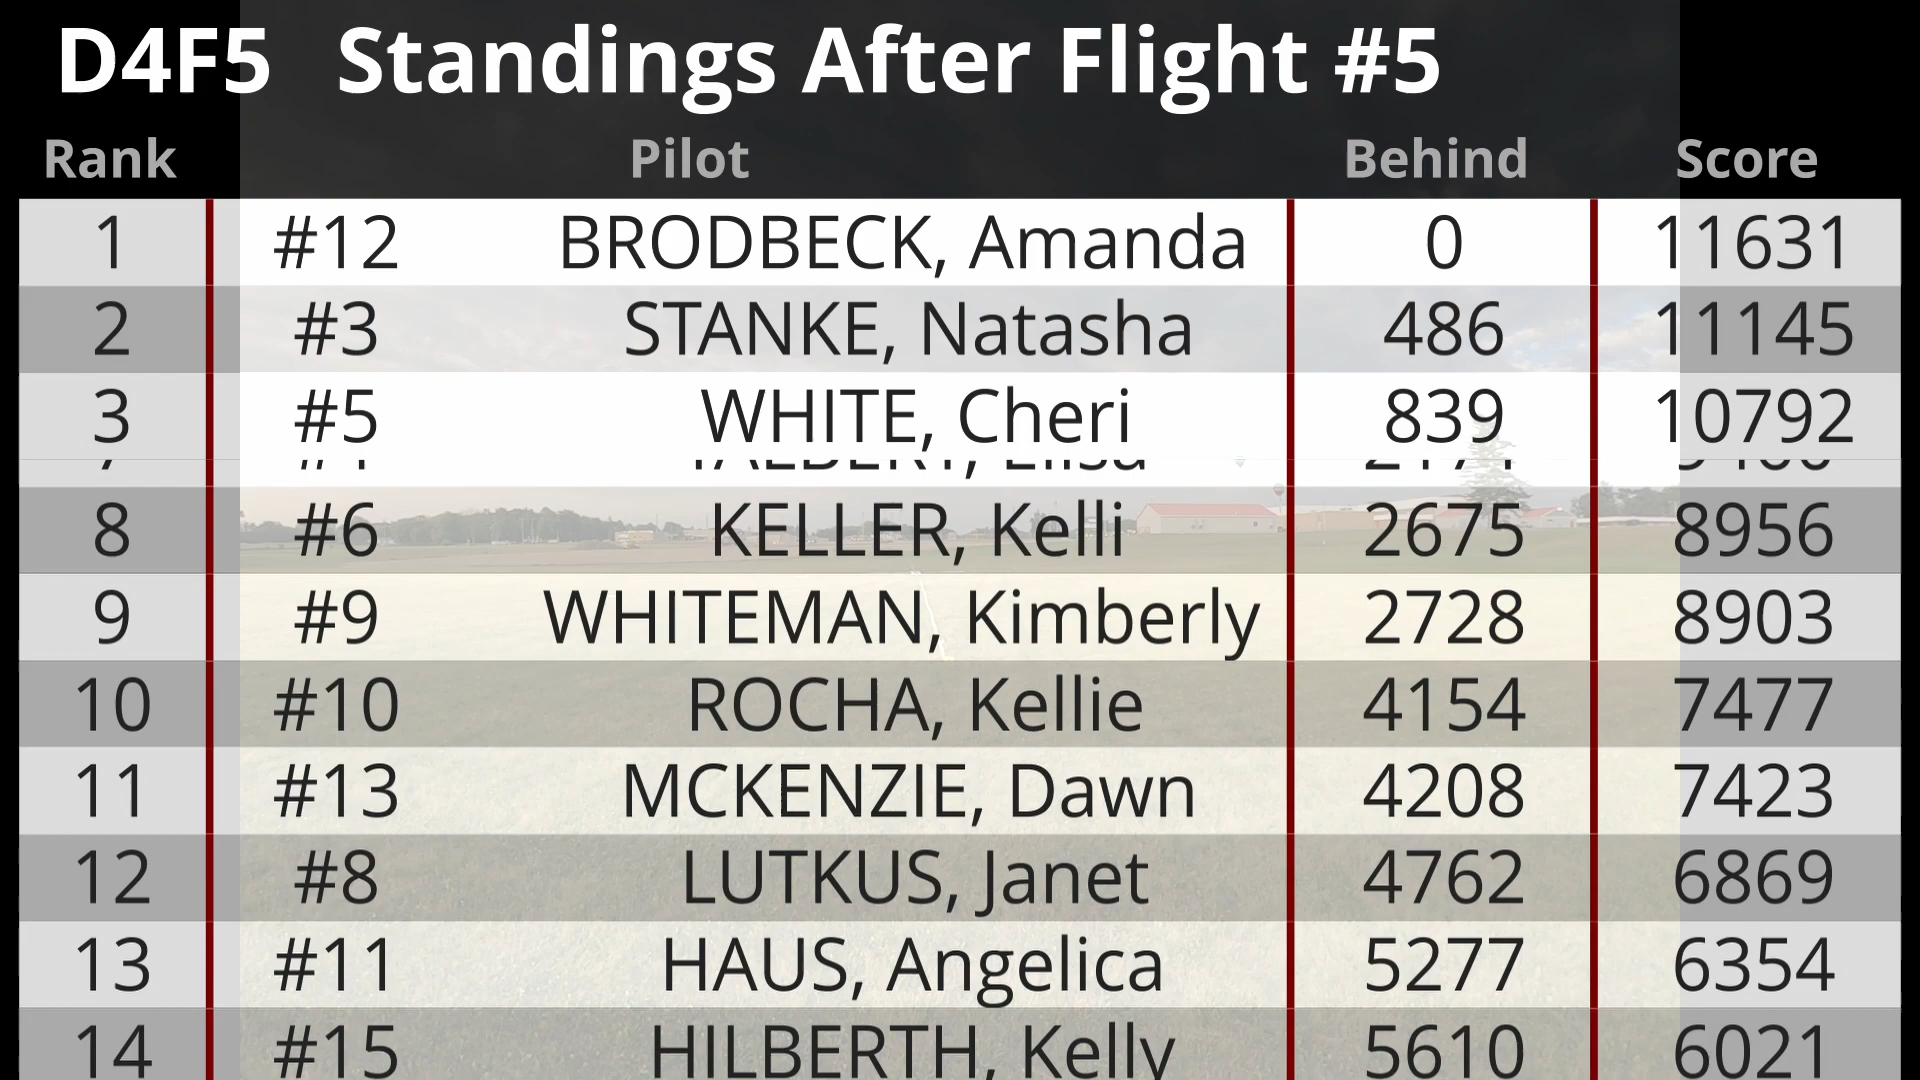 D4F5 Standings After Flight #5
Rank Pilot Behind Score
1 #12 BRODBECK, Amanda 0 11631
2 #3 STANKE, Natasha 486 11145
3 #5 WHITE, Cheri 839 10792
8 #6 KELLER, Kelli 2675 8956
9 #9 WHITEMAN, Kimberly 2728 8903
10 #10 ROCHA, Kellie 4154 7477
11 #13 MCKENZIE, Dawn 4208 7423
12 #8 LUTKUS, Janet 4762 6869
13 #11 HAUS, Angelica 5277 6354
14 #15 HILBERTH, Kelly 5610 6021